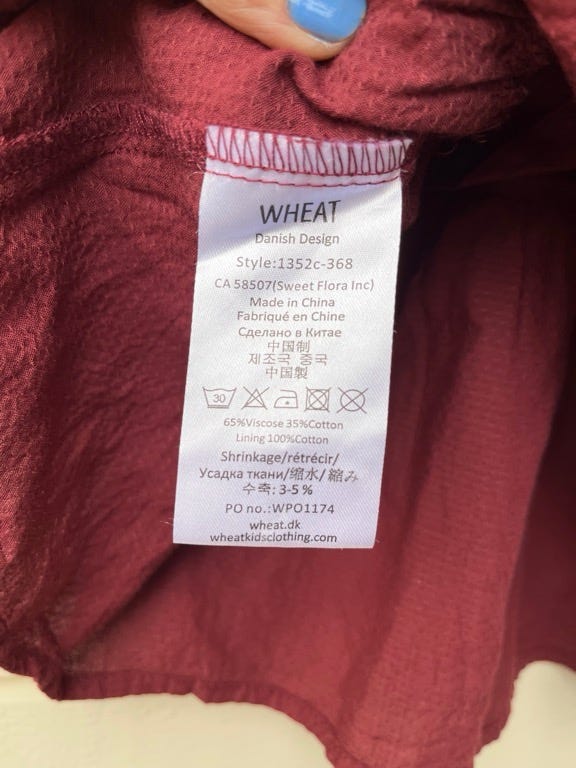 WHEAT
Danish Design
Style:1352c-368
CA 58507(Sweet Flora Inc)
Made in China
Fabriqué en Chine
Сделано в Китае
中国制
제조국 중국
中国製
30
65%Viscose 35%Cotton
Lining 100%Cotton
Shrinkage/rétrécir/
Усадка ткани/缩水/縮み
수축: 3-5 %
PO no.:WPO1174
wheat.dk
wheatkidsclothing.com